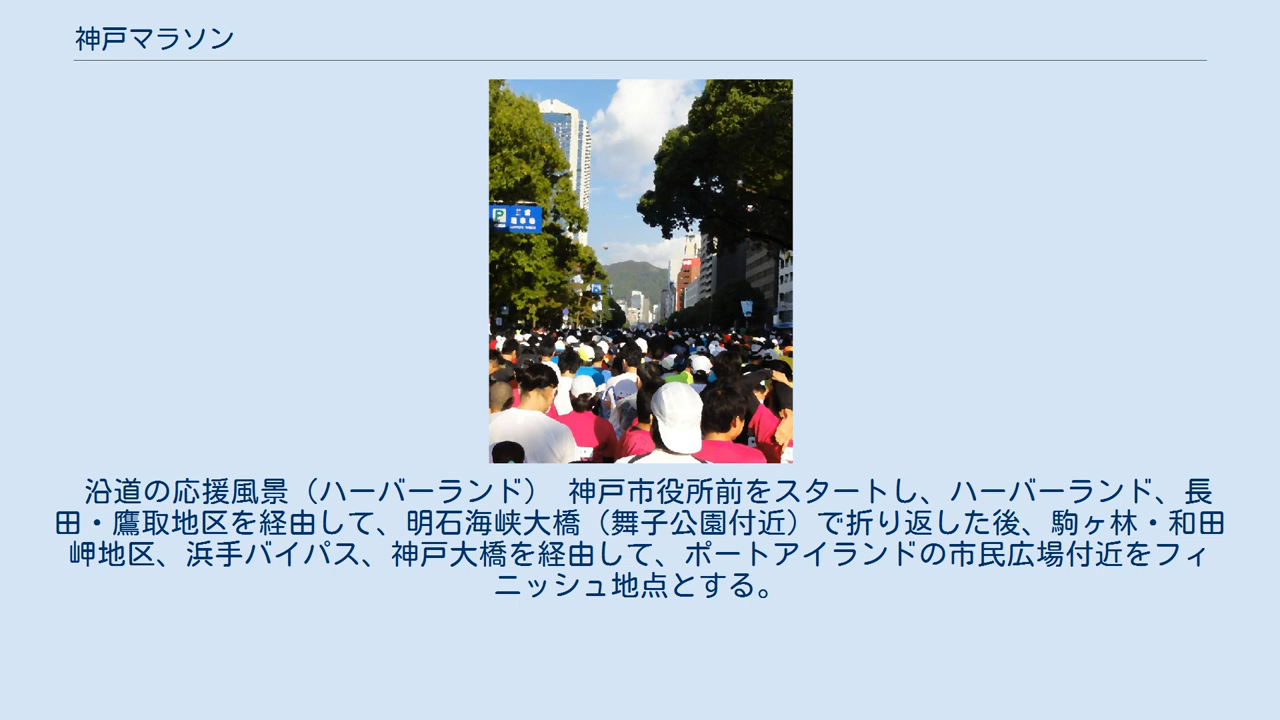 神戸マラソン
P
沿道の応援風景（ハーバーランド）　神戸市役所前をスタートし、ハーバーランド、長
田・鷹取地区を経由して、明石海峡大橋（舞子公園付近）で折り返した後、駒ヶ林・和田
岬地区、浜手バイパス、神戸大橋を経由して、ポートアイランドの市民広場付近をフィ
ニッシュ地点とする。